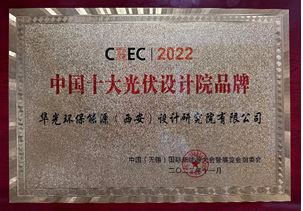 CREEC | 2022
中国十大光伏设计院品牌
华光环保能源（西安）设计研究院有限公司
中国（无锡）国际新能源大会暨展览会组委会
二〇二二年十一月